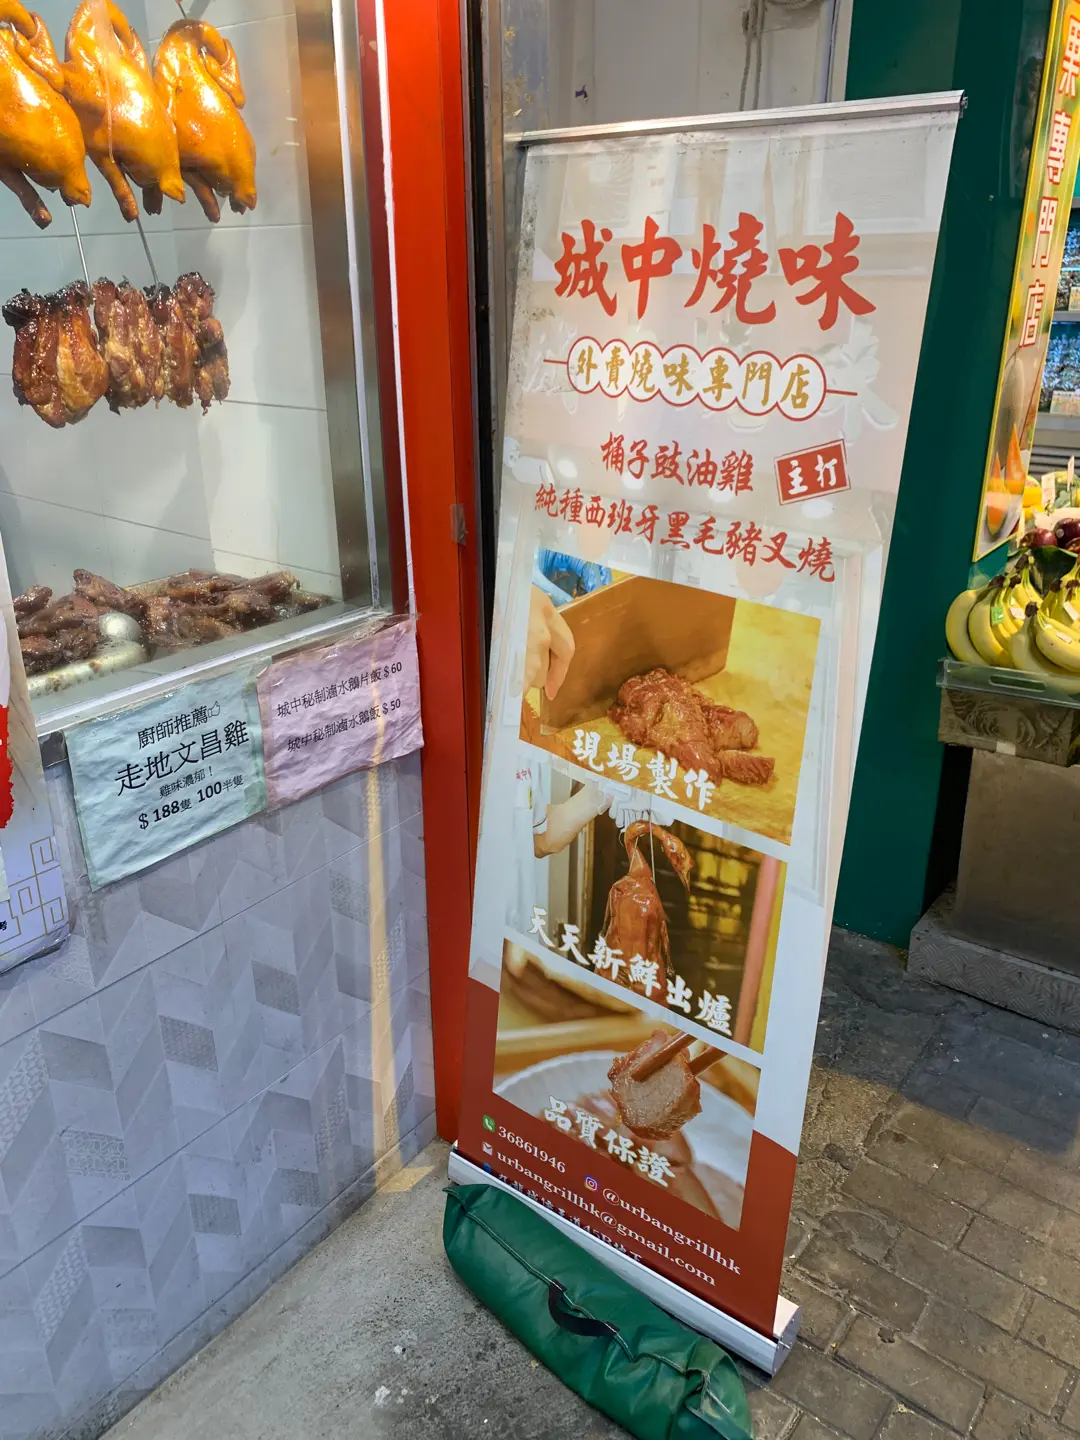 城中燒味
外賣燒味專門店
桶子豉油雞
主打
純種西班牙黑毛豬叉燒
現場製作
天天新鮮出爐
品質保證
36861946
@urbangrillhk
urbangrillhk@gmail.com
廚師推薦
走地文昌雞
雞味濃郁！
$188隻 100半隻
城中秘制滷水鵝片飯$60
城中秘制滷水鵝飯$50
果專門店